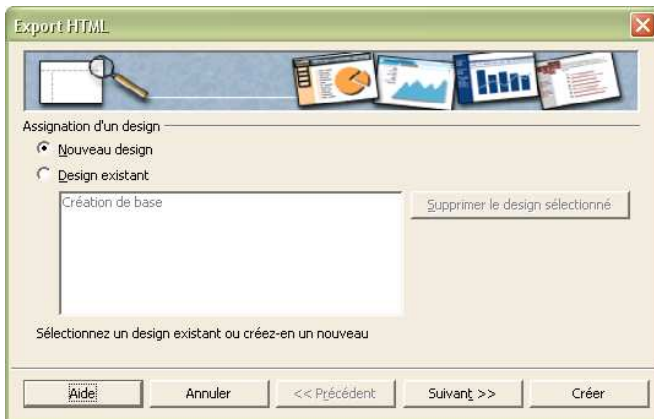 Export HTML
Assignation d'un design
Nouveau design
Design existant
Création de base
Supprimer le design sélectionné
Sélectionnez un design existant ou créez-en un nouveau
Aide
Annuler
<< Précédent
Suivant >>
Créer